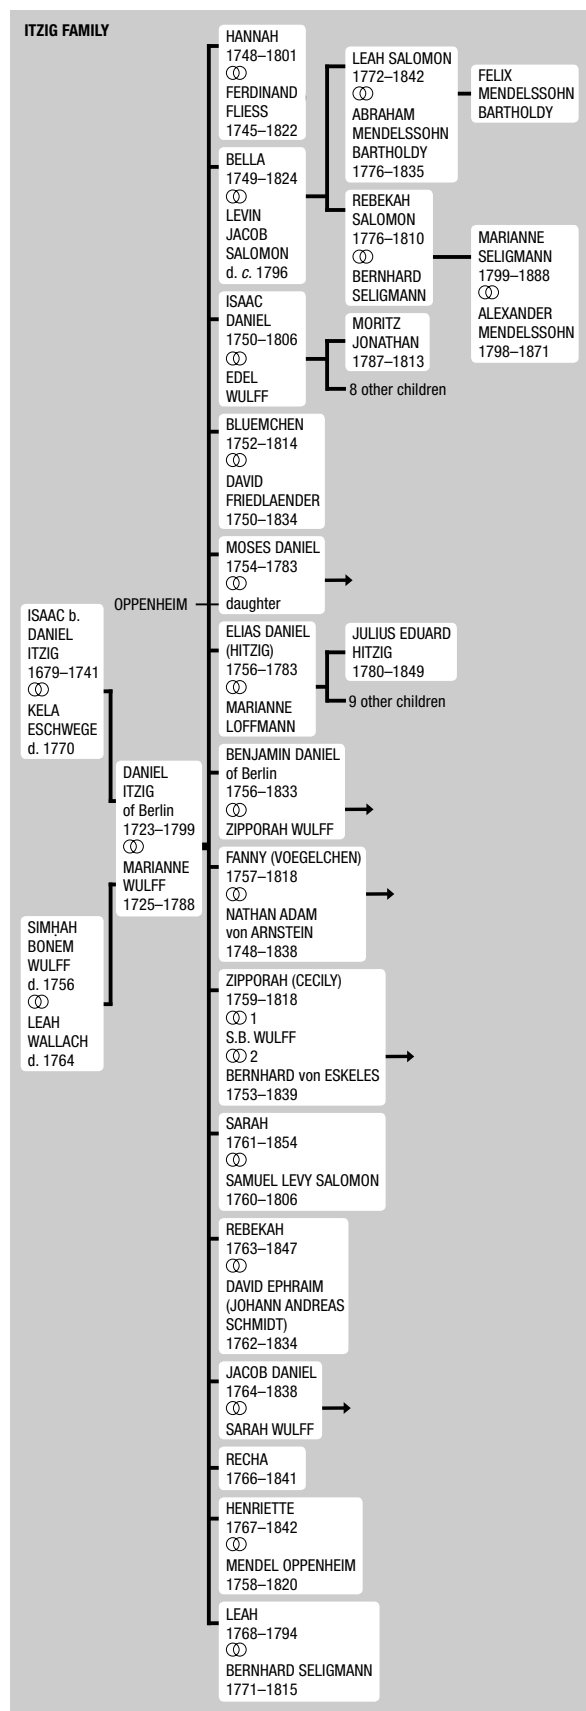 ITZIG FAMILY
ISAAC b.
DANIEL
ITZIG
1679–1741
KELA
ESCHWEGE
d. 1770
SIMḤAH
BONEM
WULFF
d. 1756
LEAH
WALLACH
d. 1764
DANIEL
ITZIG
of Berlin
1723–1799
MARIANNE
WULFF
1725–1788
HANNAH
1748–1801
FERDINAND
FLIESS
1745–1822
BELLA
1749–1824
LEVIN
JACOB
SALOMON
d. c. 1796
LEAH SALOMON
1772–1842
ABRAHAM
MENDELSSOHN
BARTHOLDY
1776–1835
FELIX
MENDELSSOHN
BARTHOLDY
REBEKAH
SALOMON
1776–1810
BERNHARD
SELIGMANN
MARIANNE
SELIGMANN
1799–1888
ALEXANDER
MENDELSSOHN
1798–1871
ISAAC
DANIEL
1750–1806
EDEL
WULFF
MORITZ
JONATHAN
1787–1813
8 other children
BLUEMCHEN
1752–1814
DAVID
FRIEDLAENDER
1750–1834
MOSES DANIEL
1754–1783
OPPENHEIM
daughter
ELIAS DANIEL
(HITZIG)
1756–1783
MARIANNE
LOFFMANN
JULIUS EDUARD
HITZIG
1780–1849
9 other children
BENJAMIN DANIEL
of Berlin
1756–1833
ZIPPORAH WULFF
FANNY (VOEGELCHEN)
1757–1818
NATHAN ADAM
von ARNSTEIN
1748–1838
ZIPPORAH (CECILY)
1759–1818
1
S.B. WULFF
2
BERNHARD von ESKELES
1753–1839
SARAH
1761–1854
SAMUEL LEVY SALOMON
1760–1806
REBEKAH
1763–1847
DAVID EPHRAIM
(JOHANN ANDREAS
SCHMIDT)
1762–1834
JACOB DANIEL
1764–1838
SARAH WULFF
RECHA
1766–1841
HENRIETTE
1767–1842
MENDEL OPPENHEIM
1758–1820
LEAH
1768–1794
BERNHARD SELIGMANN
1771–1815